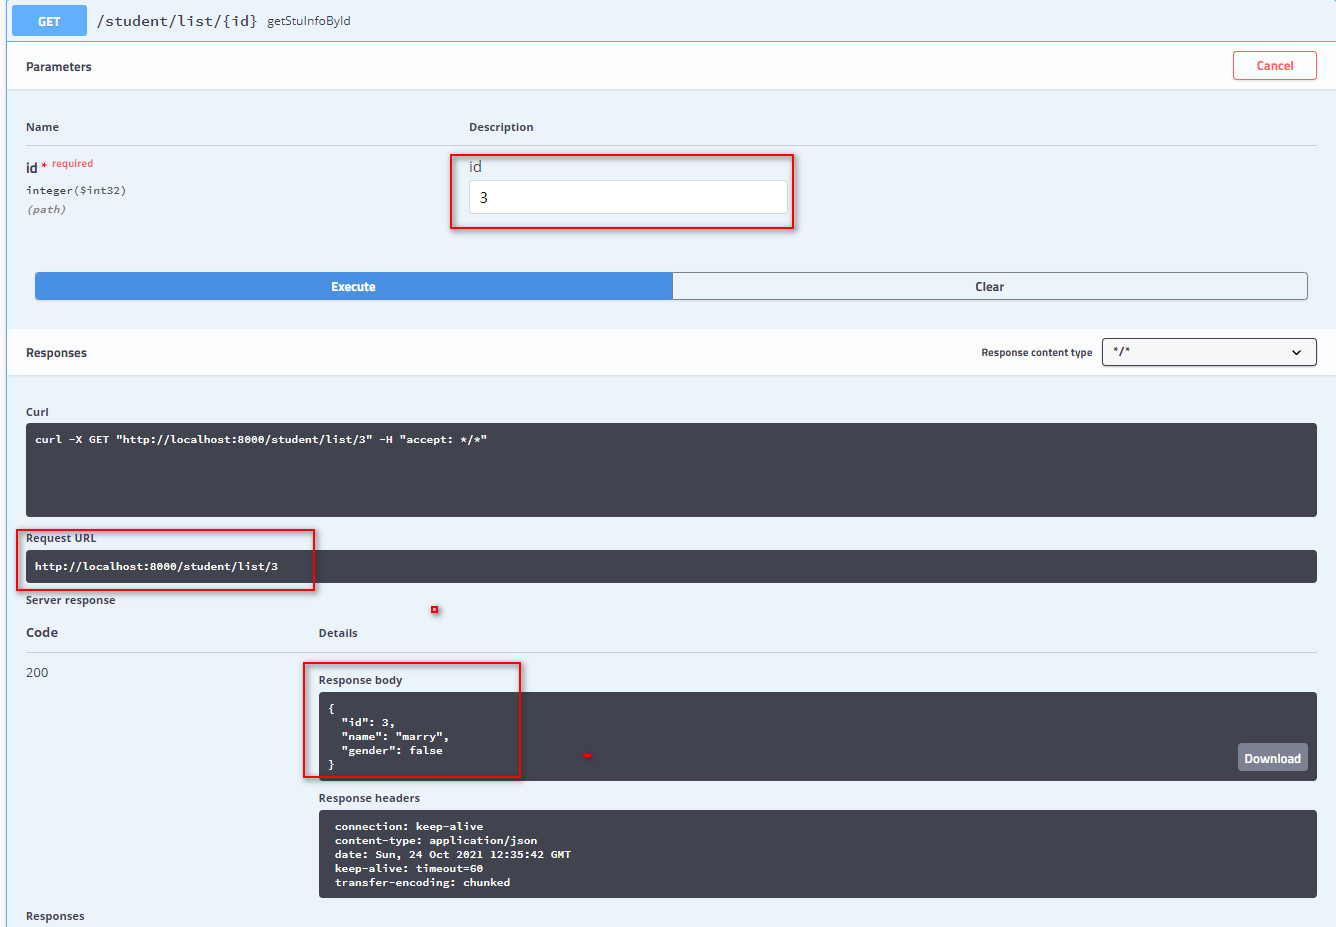 GET /student/list/{id} getStuInfoById
Parameters
Cancel
Name Description
id * required
integer($int32)
(path)
id
3
Execute Clear
Responses
Response content type */*
Curl
curl -X GET "http://localhost:8000/student/list/3" -H "accept: */*"
Request URL
http://localhost:8000/student/list/3
Server response
Code Details
200
Response body
{
"id": 3,
"name": "marry",
"gender": false
}
Download
Response headers
connection: keep-alive
content-type: application/json
date: Sun, 24 Oct 2021 12:35:42 GMT
keep-alive: timeout=60
transfer-encoding: chunked
Responses